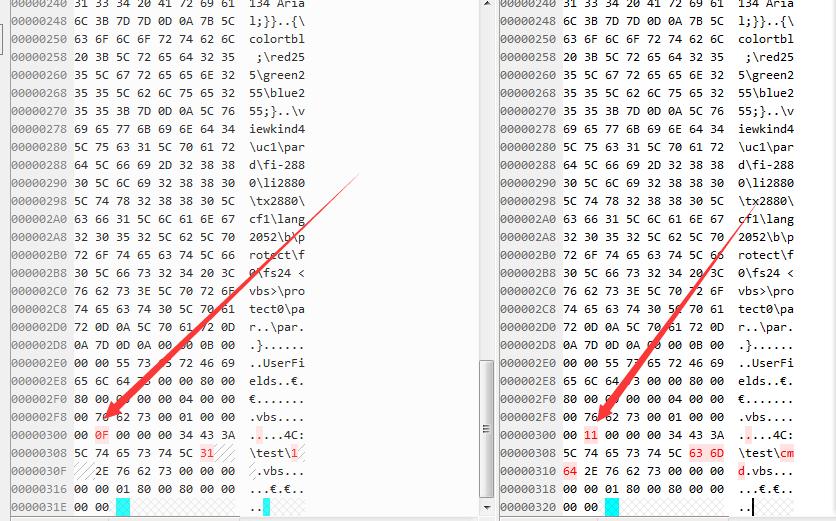 00000240 31 33 34 20 41 72 69 61 134 Aria
00000248 6C 3B 7D 7D 0D 0A 7B 5C l;}}..{\
00000250 63 6F 6C 6F 72 74 62 6C colortbl
00000258 20 3B 5C 72 65 64 32 35 ;\red25
00000260 35 5C 67 72 65 65 6E 32 5\green2
00000268 35 35 5C 62 6C 75 65 32 55\blue2
00000270 35 35 3B 7D 0D 0A 5C 76 55;}..\v
00000278 69 65 77 6B 69 6E 64 34 iewkind4
00000280 5C 75 63 31 5C 70 61 72 \uc1\par
00000288 64 5C 66 69 2D 32 38 38 d\fi-288
00000290 30 5C 6C 69 32 38 38 30 0\li2880
00000298 5C 74 78 32 38 38 30 5C \tx2880\
000002A0 63 66 31 5C 6C 61 6E 67 cf1\lang
000002A8 32 30 35 32 5C 62 5C 70 2052\b\p
000002B0 72 6F 74 65 63 74 5C 66 rotect\f
000002B8 30 5C 66 73 32 34 20 3C 0\fs24 <
000002C0 76 62 73 3E 5C 70 72 6F vbs>\pro
000002C8 74 65 63 74 30 5C 70 61 tect0\pa
000002D0 72 0D 0A 5C 70 61 72 0D r..\par.
000002D8 0A 7D 0D 0A 00 00 0B 00 .}......
000002E0 00 00 55 73 65 72 46 69 ..UserFi
000002E8 65 6C 64 73 00 00 80 00 elds..€.
000002F0 80 00 00 00 00 00 04 00 €.......
000002F8 00 76 62 73 00 01 00 00 .vbs....
00000300 00 0F 00 00 00 34 43 3A .....4C:
00000308 5C 74 65 73 74 5C 31 \test\1
0000030F 2E 76 62 73 00 00 00 .vbs...
00000316 00 00 01 80 00 80 00 00 ...€.€..
0000031E 00 00 ..
00000240 31 33 34 20 41 72 69 61 134 Aria
00000248 6C 3B 7D 7D 0D 0A 7B 5C l;}}..{\
00000250 63 6F 6C 6F 72 74 62 6C colortbl
00000258 20 3B 5C 72 65 64 32 35 ;\red25
00000260 35 5C 67 72 65 65 6E 32 5\green2
00000268 35 35 5C 62 6C 75 65 32 55\blue2
00000270 35 35 3B 7D 0D 0A 5C 76 55;}..\v
00000278 69 65 77 6B 69 6E 64 34 iewkind4
00000280 5C 75 63 31 5C 70 61 72 \uc1\par
00000288 64 5C 66 69 2D 32 38 38 d\fi-288
00000290 30 5C 6C 69 32 38 38 30 0\li2880
00000298 5C 74 78 32 38 38 30 5C \tx2880\
000002A0 63 66 31 5C 6C 61 6E 67 cf1\lang
000002A8 32 30 35 32 5C 62 5C 70 2052\b\p
000002B0 72 6F 74 65 63 74 5C 66 rotect\f
000002B8 30 5C 66 73 32 34 20 3C 0\fs24 <
000002C0 76 62 73 3E 5C 70 72 6F vbs>\pro
000002C8 74 65 63 74 30 5C 70 61 tect0\pa
000002D0 72 0D 0A 5C 70 61 72 0D r..\par.
000002D8 0A 7D 0D 0A 00 00 0B 00 .}......
000002E0 00 00 55 73 65 72 46 69 ..UserFi
000002E8 65 6C 64 73 00 00 80 00 elds..€.
000002F0 80 00 00 00 00 00 04 00 €.......
000002F8 00 76 62 73 00 01 00 00 .vbs....
00000300 00 11 00 00 00 34 43 3A .....4C:
00000308 5C 74 65 73 74 5C 63 6D \test\cm
00000310 64 2E 76 62 73 00 00 00 d.vbs...
00000318 00 00 01 80 00 80 00 00 ...€.€..
00000320 00 00 ..